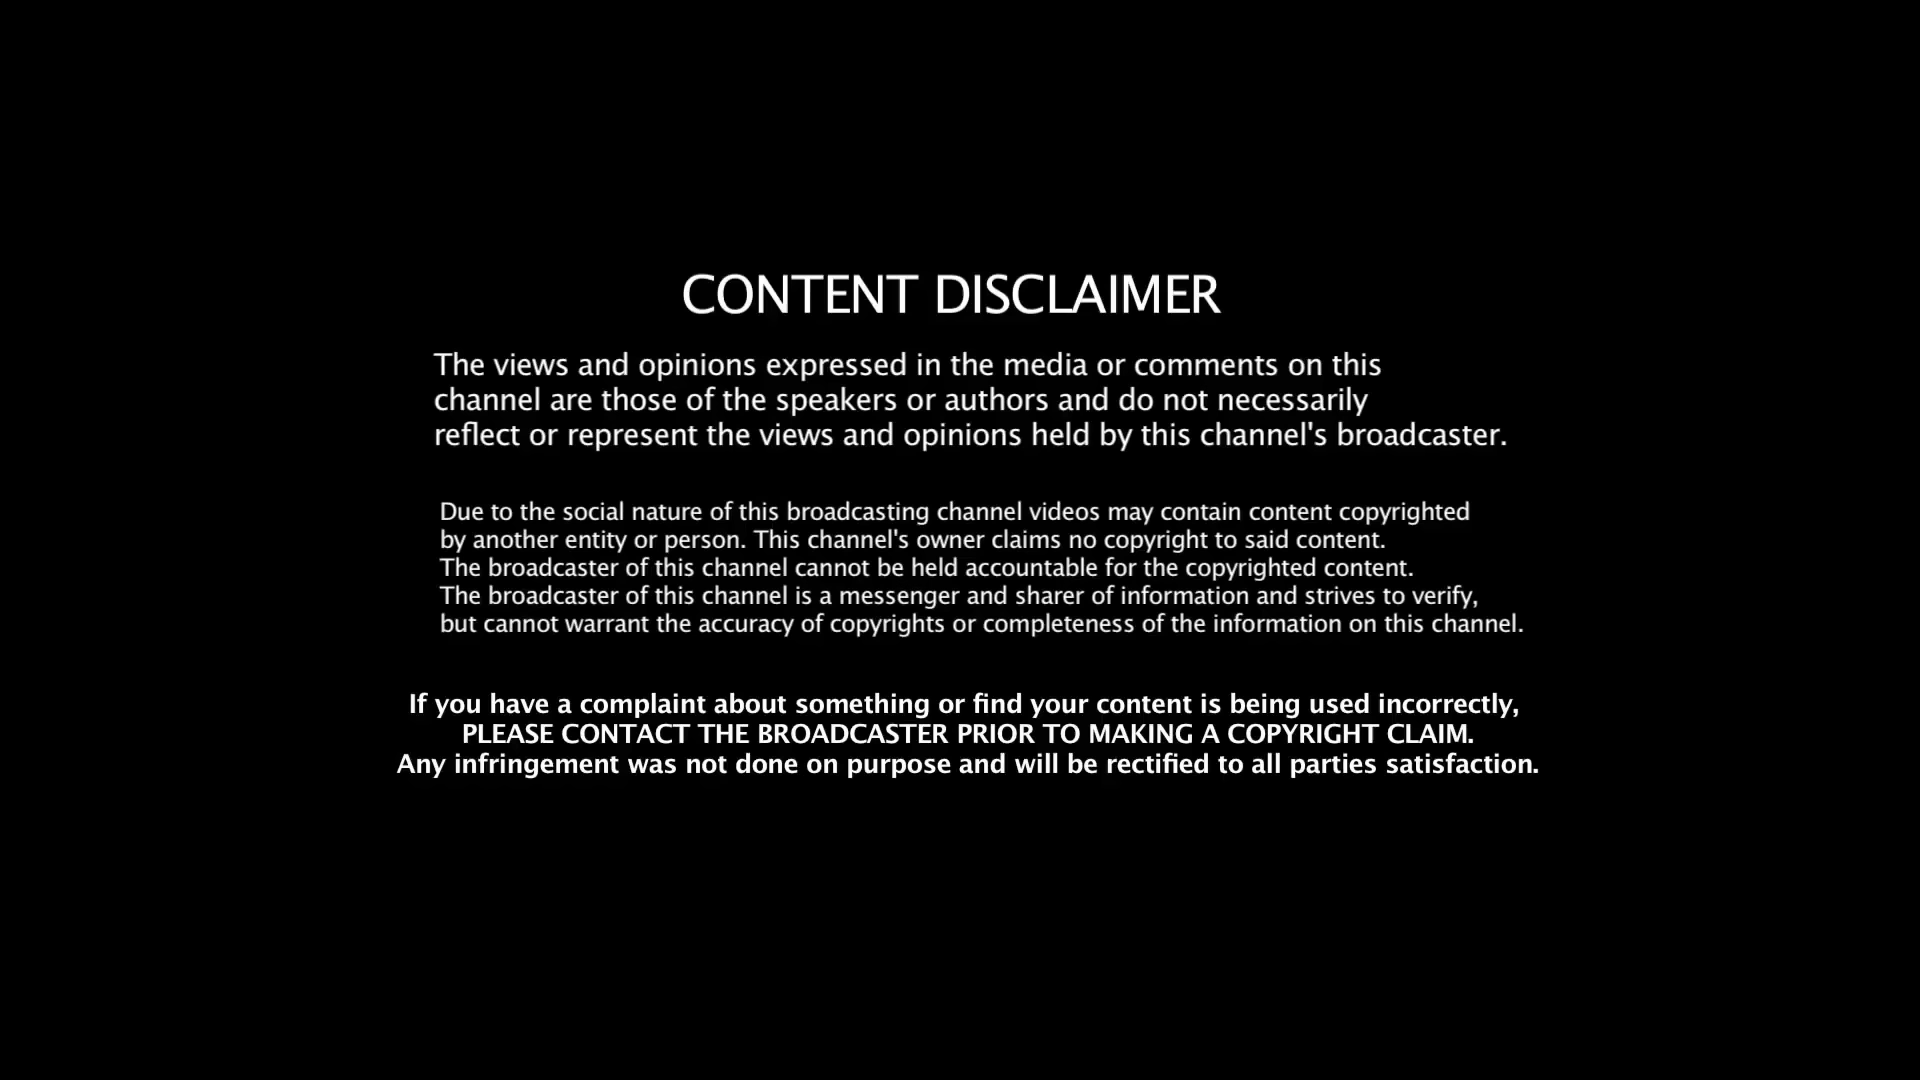 CONTENT DISCLAIMER
The views and opinions expressed in the media or comments on this
channel are those of the speakers or authors and do not necessarily
reflect or represent the views and opinions held by this channel's broadcaster.
Due to the social nature of this broadcasting channel videos may contain content copyrighted
by another entity or person. This channel's owner claims no copyright to said content.
The broadcaster of this channel cannot be held accountable for the copyrighted content.
The broadcaster of this channel is a messenger and sharer of information and strives to verify,
but cannot warrant the accuracy of copyrights or completeness of the information on this channel.
If you have a complaint about something or find your content is being used incorrectly,
PLEASE CONTACT THE BROADCASTER PRIOR TO MAKING A COPYRIGHT CLAIM.
Any infringement was not done on purpose and will be rectified to all parties satisfaction.